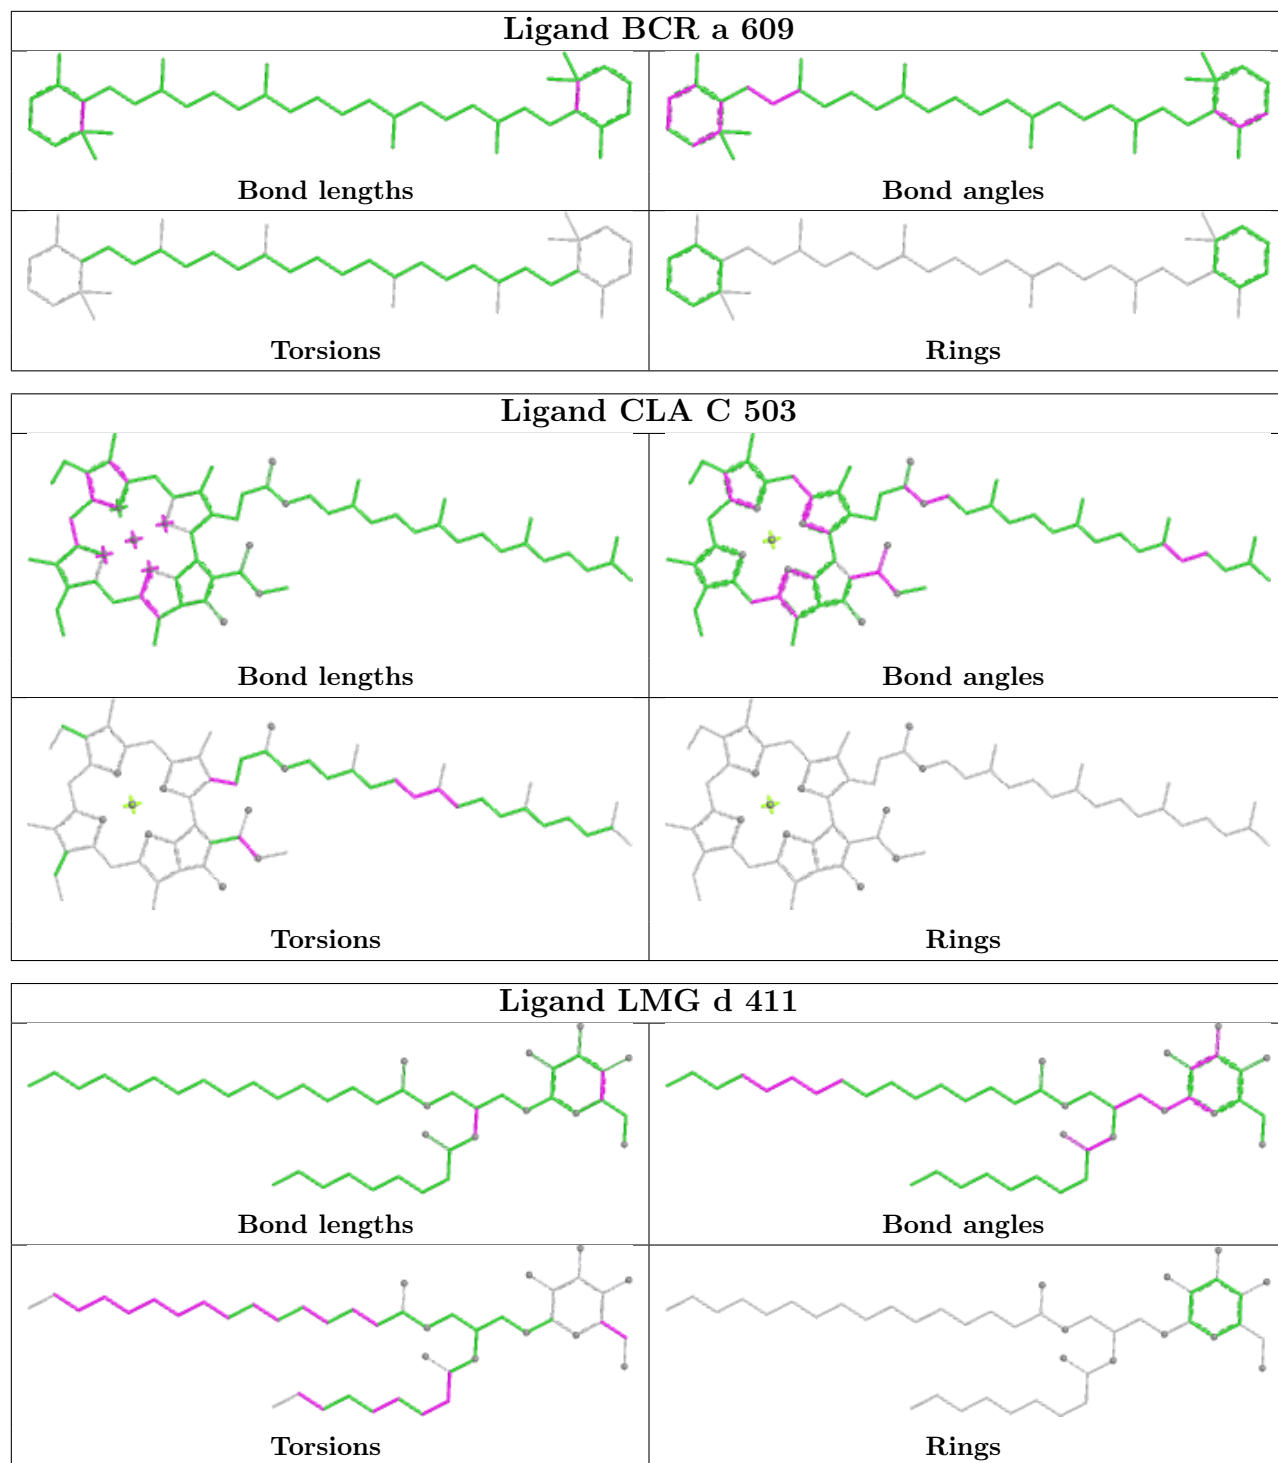 Ligand BCR a 609
Bond lengths
Bond angles
Torsions
Rings
Ligand CLA C 503
Bond lengths
Bond angles
Torsions
Rings
Ligand LMG d 411
Bond lengths
Bond angles
Torsions
Rings